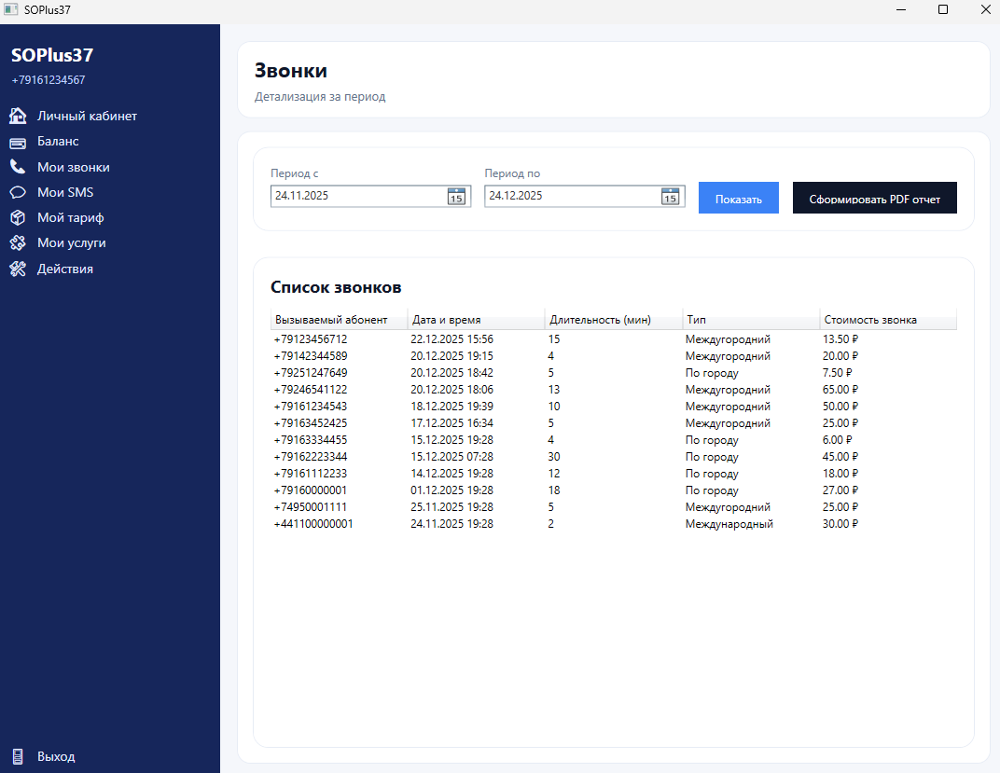 SOPlus37
SOPlus37
+79161234567
Личный кабинет
Баланс
Мои звонки
Мои SMS
Мой тариф
Мои услуги
Действия
Выход
Звонки
Детализация за период
Период с
Период по
24.11.2025 15
24.12.2025 15
Показать
Сформировать PDF отчет
Список звонков
Вызываемый абонент Дата и время Длительность (мин) Тип Стоимость звонка
+79123456712 22.12.2025 15:56 15 Междугородний 13.50 ₽
+79142344589 20.12.2025 19:15 4 Междугородний 20.00 ₽
+79251247649 20.12.2025 18:42 5 По городу 7.50 ₽
+79246541122 20.12.2025 18:06 13 Междугородний 65.00 ₽
+79161234543 18.12.2025 19:39 10 Междугородний 50.00 ₽
+79163452425 17.12.2025 16:34 5 Междугородний 25.00 ₽
+79163334455 15.12.2025 19:28 4 По городу 6.00 ₽
+79162223344 15.12.2025 07:28 30 По городу 45.00 ₽
+79161112233 14.12.2025 19:28 12 По городу 18.00 ₽
+79160000001 01.12.2025 19:28 18 По городу 27.00 ₽
+74950001111 25.11.2025 19:28 5 Междугородний 25.00 ₽
+441100000001 24.11.2025 19:28 2 Международный 30.00 ₽